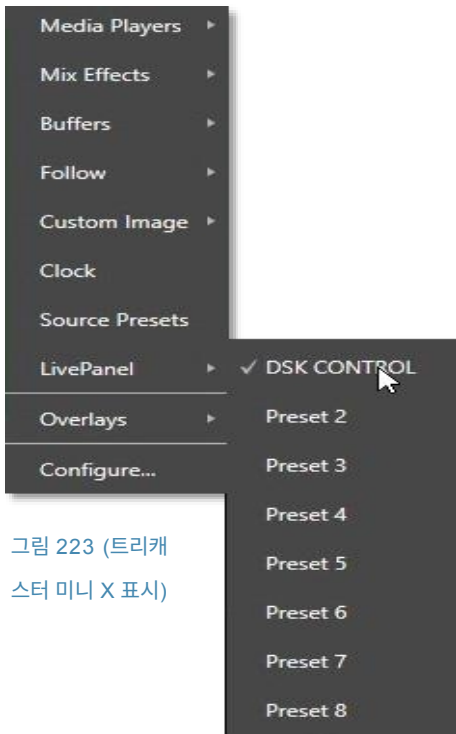 Media Players
Mix Effects
Buffers
Follow
Custom Image
Clock
Source Presets
LivePanel
Overlays
Configure...
DSK CONTROL
Preset 2
Preset 3
Preset 4
Preset 5
Preset 6
Preset 7
Preset 8
그림 223 (트리캐
스터 미니 X 표시)